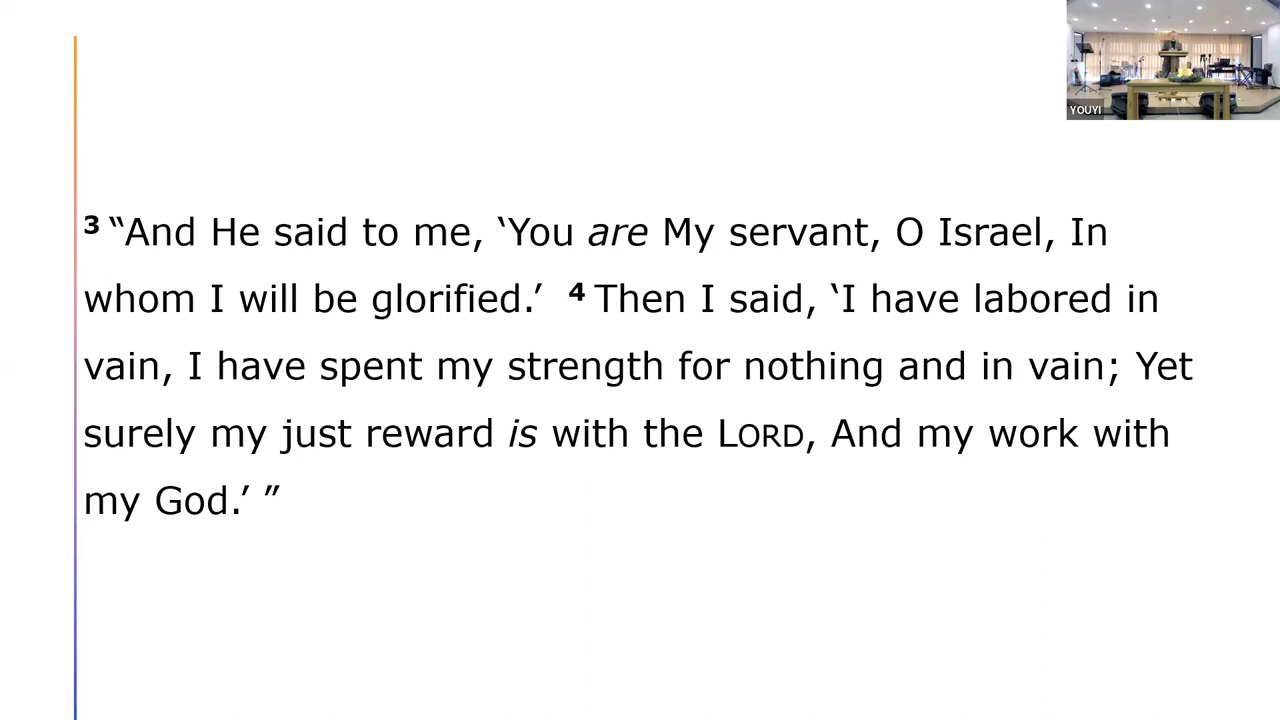 YOUYI
3 “And He said to me, ‘You are My servant, O Israel, In
whom I will be glorified.’ 4 Then I said, ‘I have labored in
vain, I have spent my strength for nothing and in vain; Yet
surely my just reward is with the LORD, And my work with
my God.’ ”